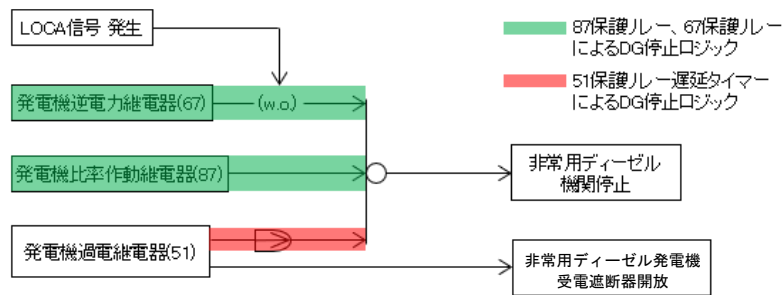 LOCA信号 発生
87保護リレー、67保護リレー
によるDG停止ロジック
51保護リレー遅延タイマー
によるDG停止ロジック
発電機逆電力継電器(67)
(w.o)
発電機比率作動継電器(87)
非常用ディーゼル
機関停止
発電機過電継電器(51)
非常用ディーゼル発電機
受電遮断器開放